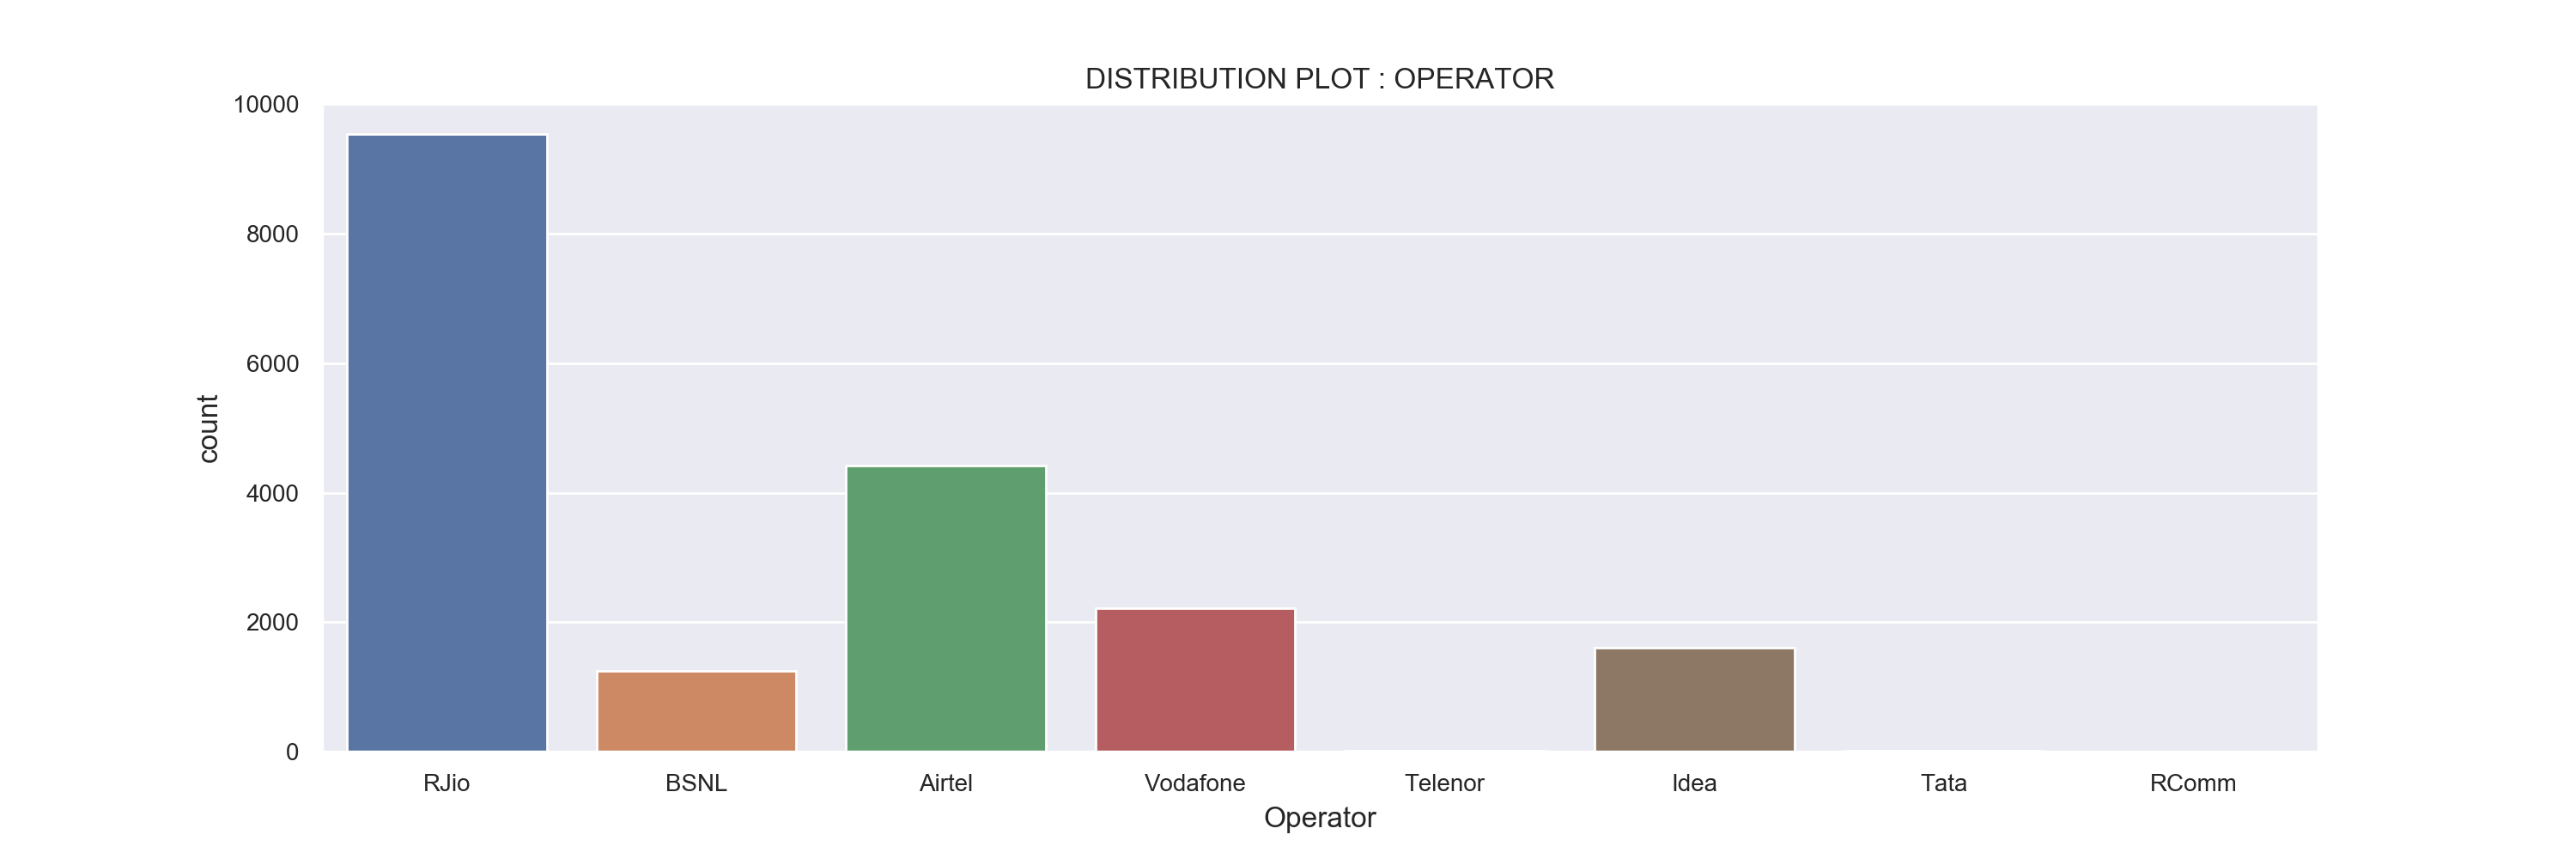 DISTRIBUTION PLOT : OPERATOR
10000
8000
6000
4000
2000
0
count
RJio BSNL Airtel Vodafone Telenor Idea Tata RComm
Operator